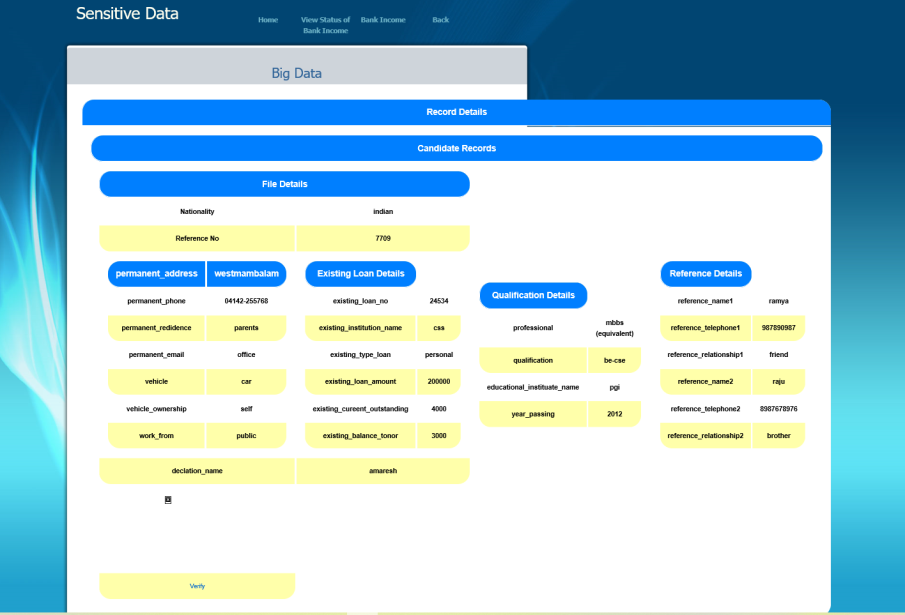 Sensitive Data
Home View Status of Bank Income Back
Bank Income
Big Data
Record Details
Candidate Records
File Details
Nationality indian
Reference No 7709
permanent_address westmambalam
permanent_phone 04142-255768
permanent_redidence parents
permanent_email office
vehicle car
vehicle_ownership self
work_from public
Existing Loan Details
existing_loan_no 24534
existing_institution_name css
existing_type_loan personal
existing_loan_amount 200000
existing_cureent_outstanding 4000
existing_balance_tonor 3000
Qualification Details
professional mbbs
(equivalent)
qualification be-cse
educational_instituate_name pgi
year_passing 2012
Reference Details
reference_name1 ramya
reference_telephone1 987890987
reference_relationship1 friend
reference_name2 raju
reference_telephone2 8987678976
reference_relationship2 brother
declation_name amaresh
Verify